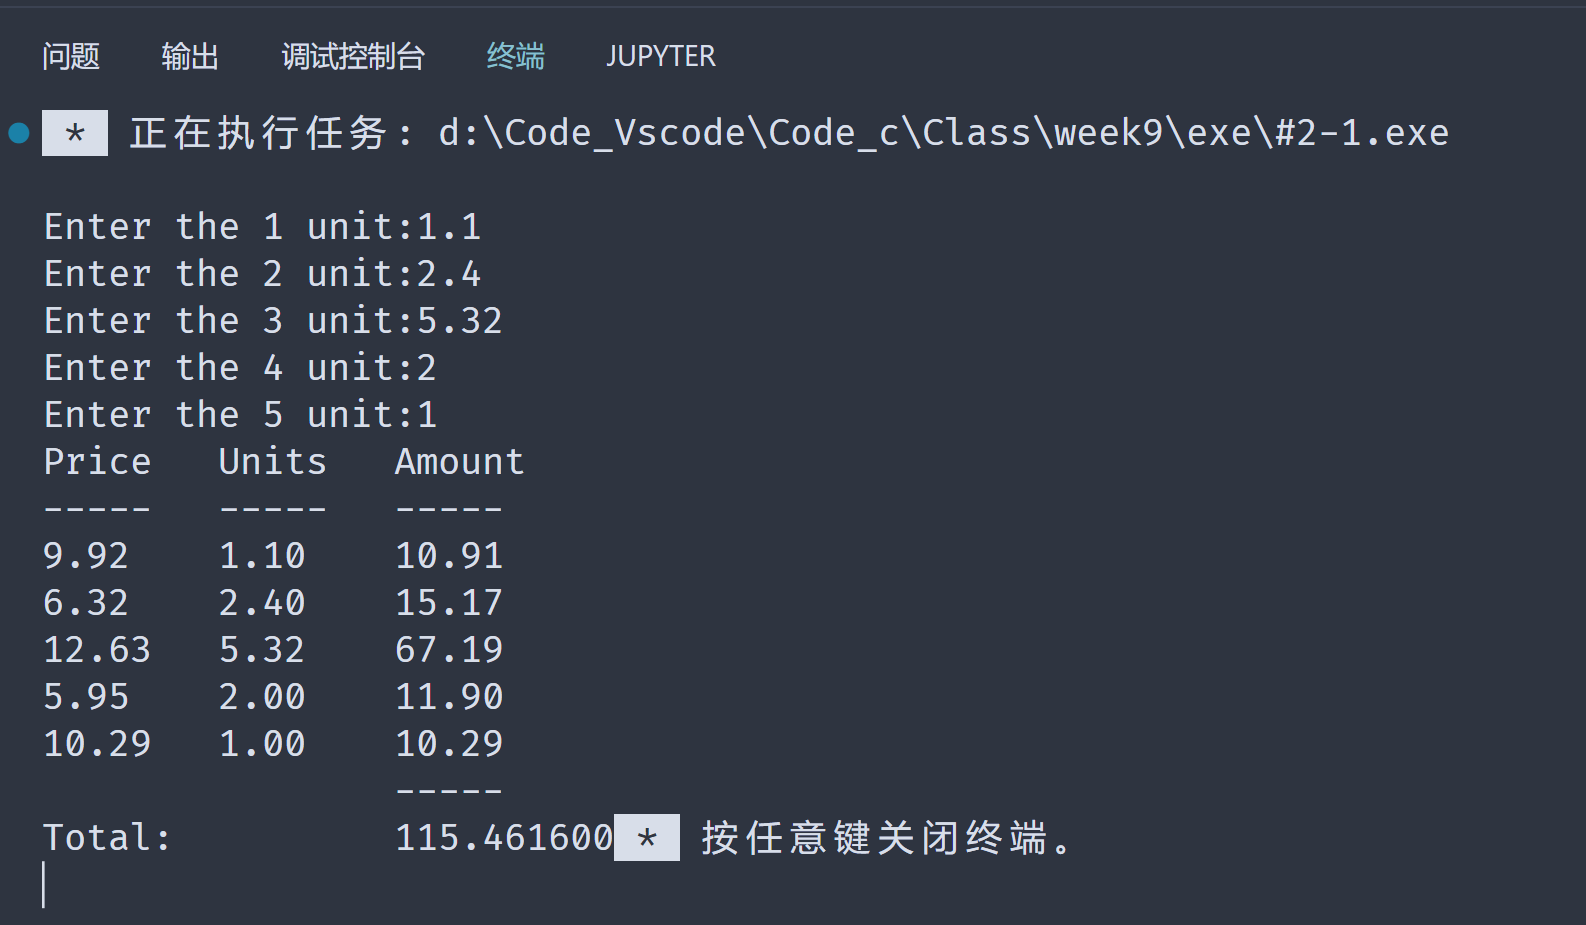 问题 输出 调试控制台 终端 JUPYTER
* 正在执行任务: d:\Code_Vscode\Code_c\Class\week9\exe\#2-1.exe
Enter the 1 unit:1.1
Enter the 2 unit:2.4
Enter the 3 unit:5.32
Enter the 4 unit:2
Enter the 5 unit:1
Price   Units   Amount
-----   -----   -----
9.92    1.10    10.91
6.32    2.40    15.17
12.63   5.32    67.19
5.95    2.00    11.90
10.29   1.00    10.29
                -----
Total:          115.461600 * 按任意键关闭终端。